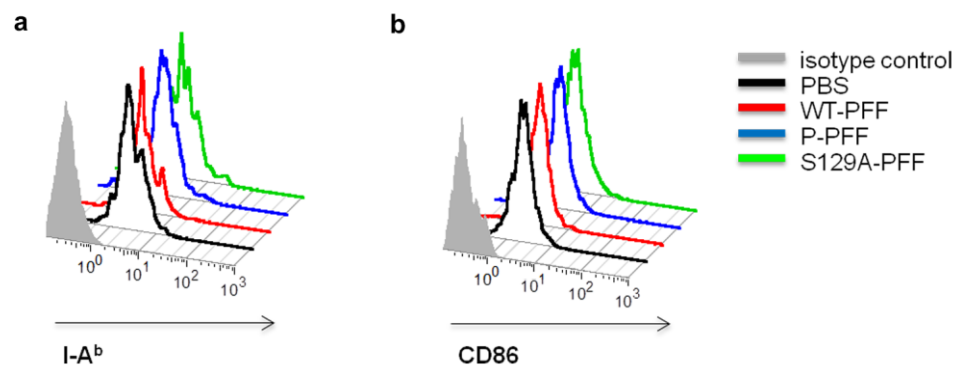 a
b
isotype control
PBS
WT-PFF
P-PFF
S129A-PFF
10⁰
10¹
10²
10³
10⁰
10¹
10²
10³
I-Aᵇ
CD86